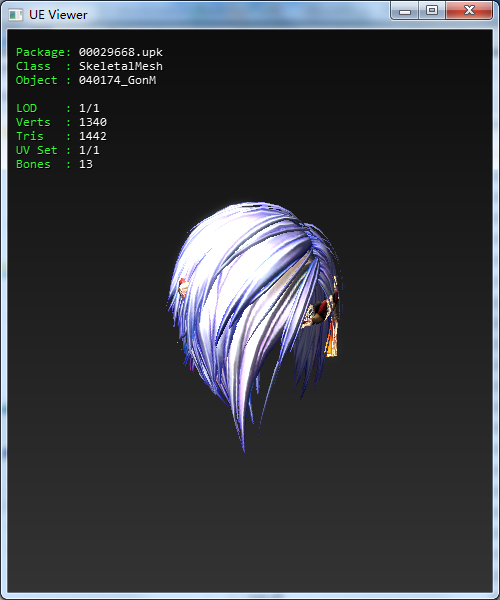 UE Viewer
Package: 00029668.upk
Class  : SkeletalMesh
Object : 040174_GonM
LOD    : 1/1
Verts  : 1340
Tris   : 1442
UV Set : 1/1
Bones  : 13